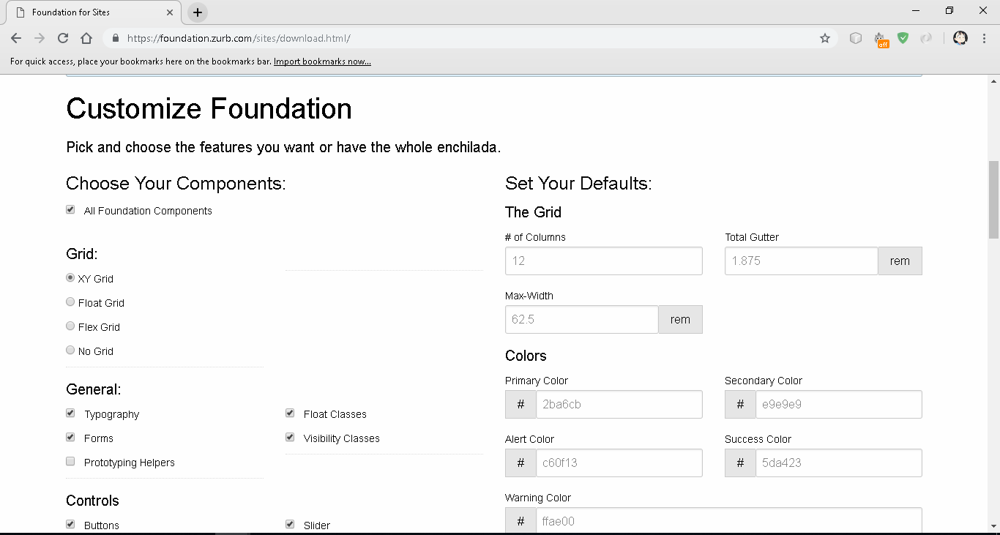 Foundation for Sites
https://foundation.zurb.com/sites/download.html/
off
For quick access, place your bookmarks here on the bookmarks bar. Import bookmarks now...
Customize Foundation
Pick and choose the features you want or have the whole enchilada.
Choose Your Components:
All Foundation Components
Grid:
XY Grid
Float Grid
Flex Grid
No Grid
General:
Typography
Float Classes
Forms
Visibility Classes
Prototyping Helpers
Controls
Buttons
Slider
Set Your Defaults:
The Grid
# of Columns
12
Total Gutter
1.875 rem
Max-Width
62.5 rem
Colors
Primary Color
# 2ba6cb
Secondary Color
# e9e9e9
Alert Color
# c60f13
Success Color
# 5da423
Warning Color
# ffae00